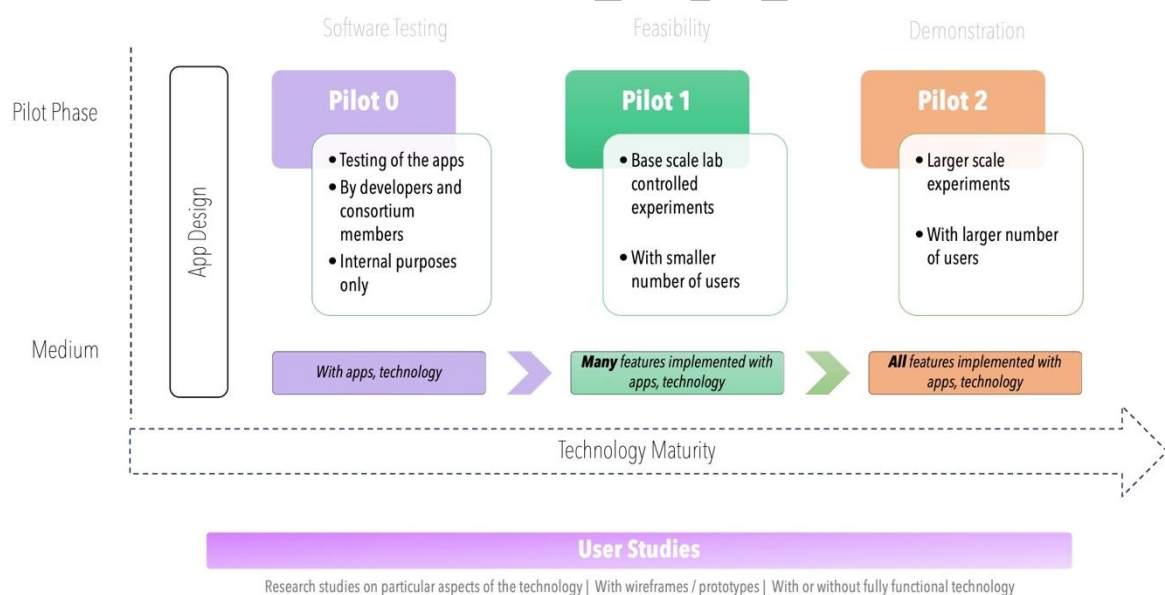 Software Testing
Feasibility
Demonstration
Pilot Phase
App Design
Pilot 0
• Testing of the apps
• By developers and
consortium
members
• Internal purposes
only
Pilot 1
• Base scale lab
controlled
experiments
• With smaller
number of users
Pilot 2
• Larger scale
experiments
• With larger number
of users
Medium
With apps, technology
Many features implemented with
apps, technology
All features implemented with
apps, technology
Technology Maturity
User Studies
Research studies on particular aspects of the technology | With wireframes / prototypes | With or without fully functional technology